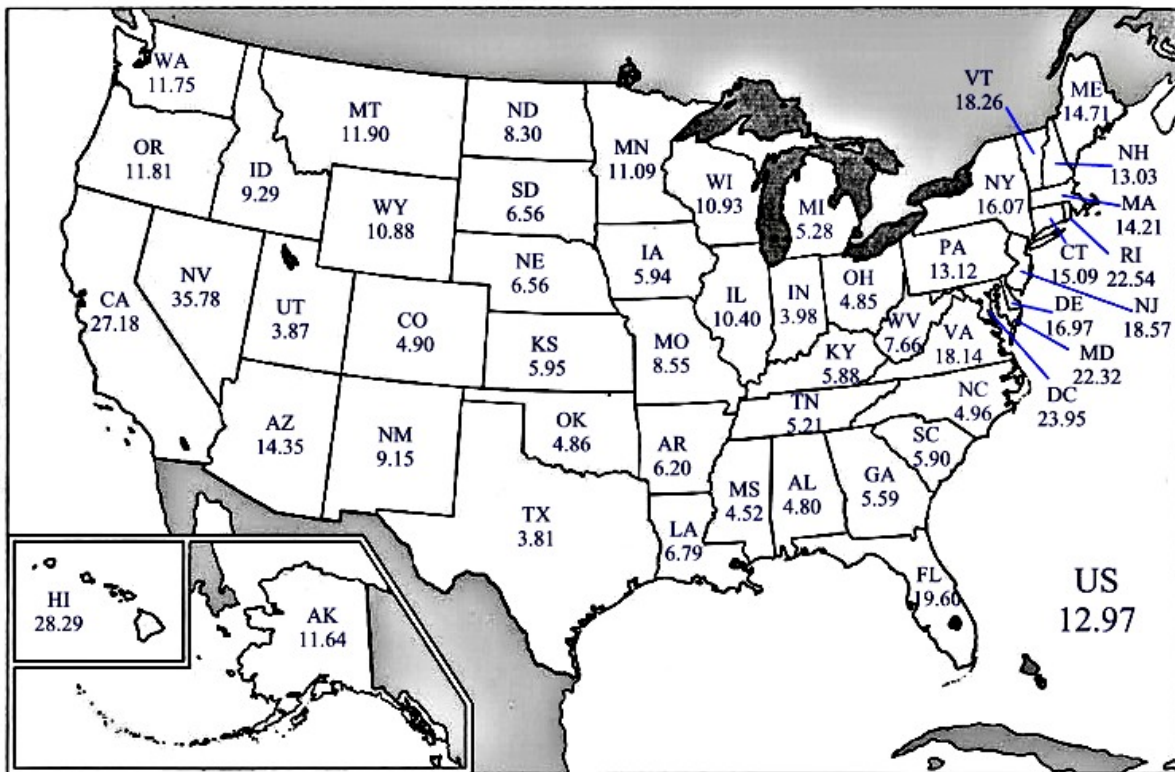 WA
11.75
MT
11.90
ND
8.30
MN
11.09
VT
18.26
ME
14.71
OR
11.81
ID
9.29
WY
10.88
SD
6.56
WI
10.93
MI
5.28
NY
16.07
NH
13.03
MA
14.21
RI
22.54
CT
15.09
NV
35.78
CA
27.18
UT
3.87
CO
4.90
NE
6.56
IA
5.94
IL
10.40
IN
3.98
OH
4.85
PA
13.12
NJ
18.57
DE
16.97
MD
22.32
DC
23.95
WV
7.66
VA
18.14
KS
5.95
MO
8.55
KY
5.88
AZ
14.35
NM
9.15
OK
4.86
AR
6.20
TN
5.21
NC
4.96
SC
5.90
TX
3.81
LA
6.79
MS
4.52
AL
4.80
GA
5.59
FL
19.60
HI
28.29
AK
11.64
US
12.97